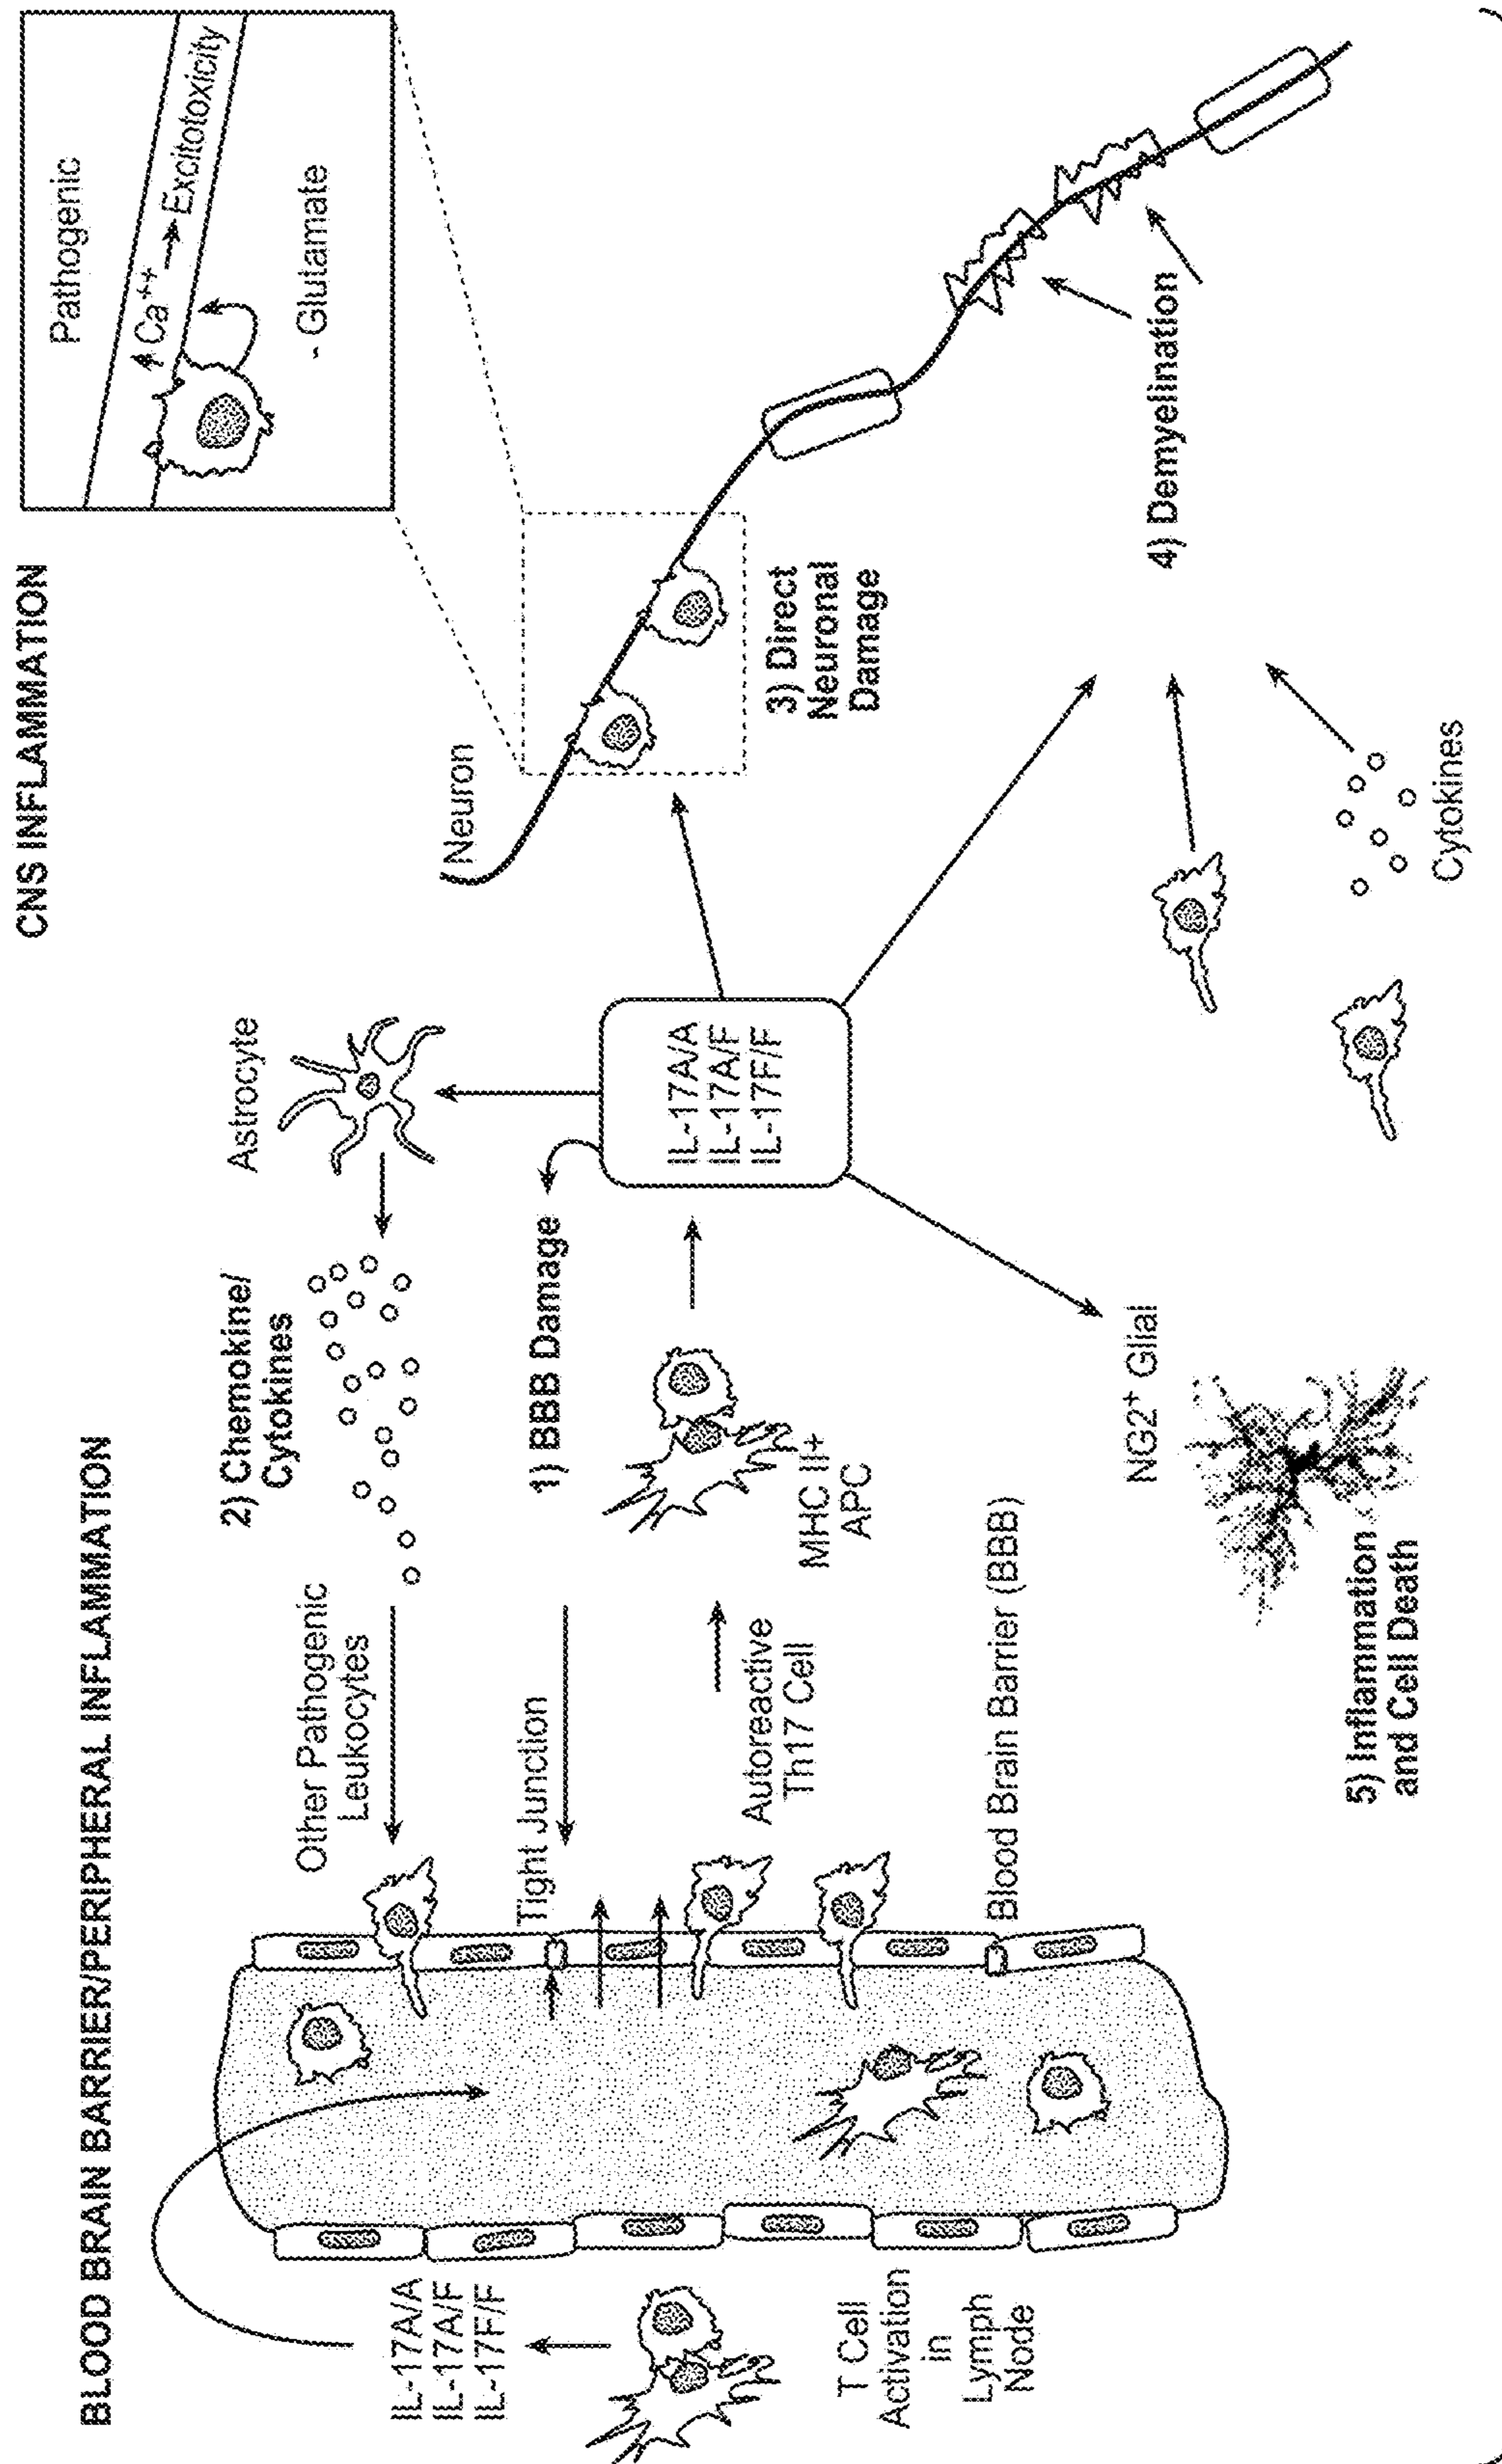 BLOOD BRAIN BARRIER/PERIPHERAL INFLAMMATION
CNS INFLAMMATION
IL-17A/A
IL-17A/F
IL-17F/F
T Cell
Activation
in
Lymph
Node
Other Pathogenic
Leukocytes
Tight Junction
Autoreactive
Th17 Cell
Blood Brain Barrier (BBB)
2) Chemokine/
Cytokines
1) BBB Damage
MHC II+
APC
Astrocyte
IL-17A/A
IL-17A/F
IL-17F/F
NG2⁺ Glial
5) Inflammation
and Cell Death
Neuron
3) Direct
Neuronal
Damage
4) Demyelination
Cytokines
Pathogenic
Ca⁺⁺
Excitotoxicity
- Glutamate